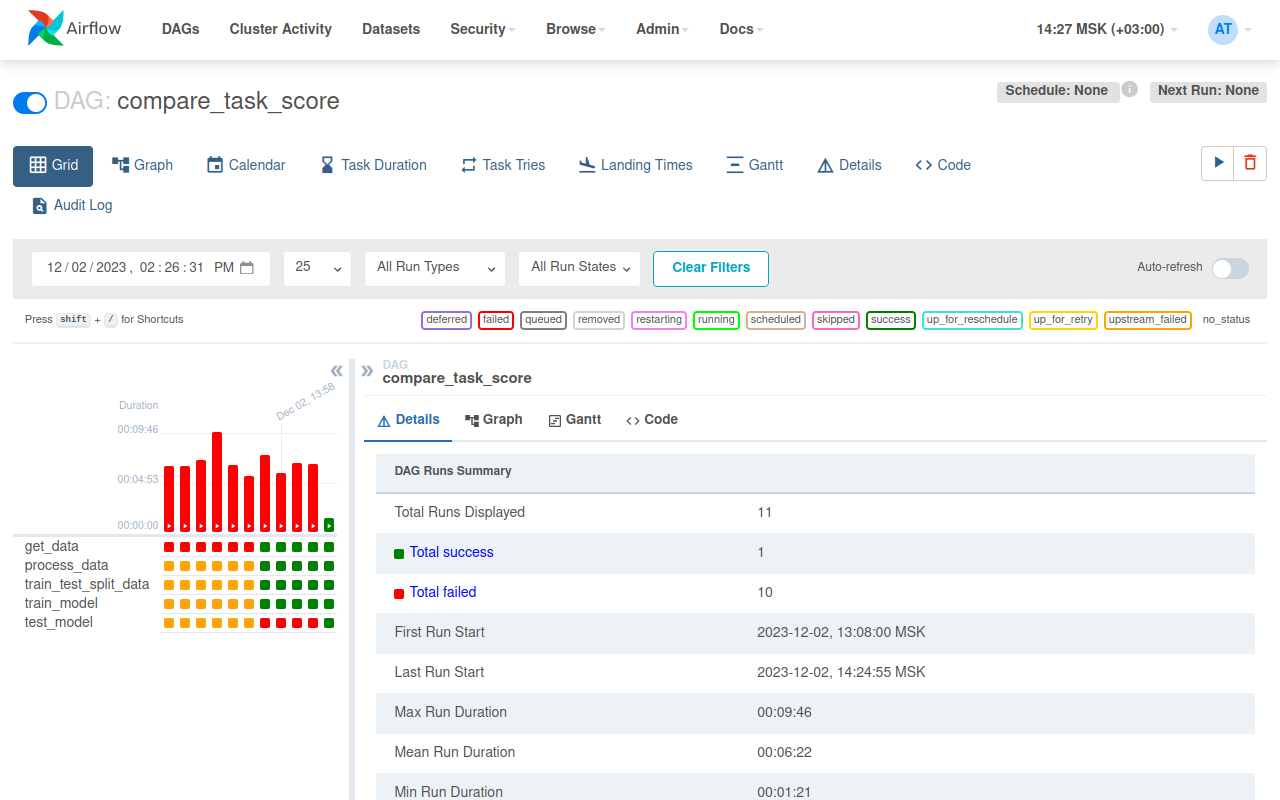 Airflow DAGs Cluster Activity Datasets Security Browse Admin Docs 14:27 MSK (+03:00) AT
DAG: compare_task_score Schedule: None Next Run: None
Grid Graph Calendar Task Duration Task Tries Landing Times Gantt Details Code
Audit Log
12/02/2023, 02:26:31 PM 25 All Run Types All Run States Clear Filters Auto-refresh
Press shift + / for Shortcuts deferred failed queued removed restarting running scheduled skipped success up_for_reschedule up_for_retry upstream_failed no_status
DAG
compare_task_score
Dec 02, 13:58
Duration
00:09:46
00:04:53
00:00:00
get_data
process_data
train_test_split_data
train_model
test_model
Details Graph Gantt Code
DAG Runs Summary
Total Runs Displayed 11
Total success 1
Total failed 10
First Run Start 2023-12-02, 13:08:00 MSK
Last Run Start 2023-12-02, 14:24:55 MSK
Max Run Duration 00:09:46
Mean Run Duration 00:06:22
Min Run Duration 00:01:21